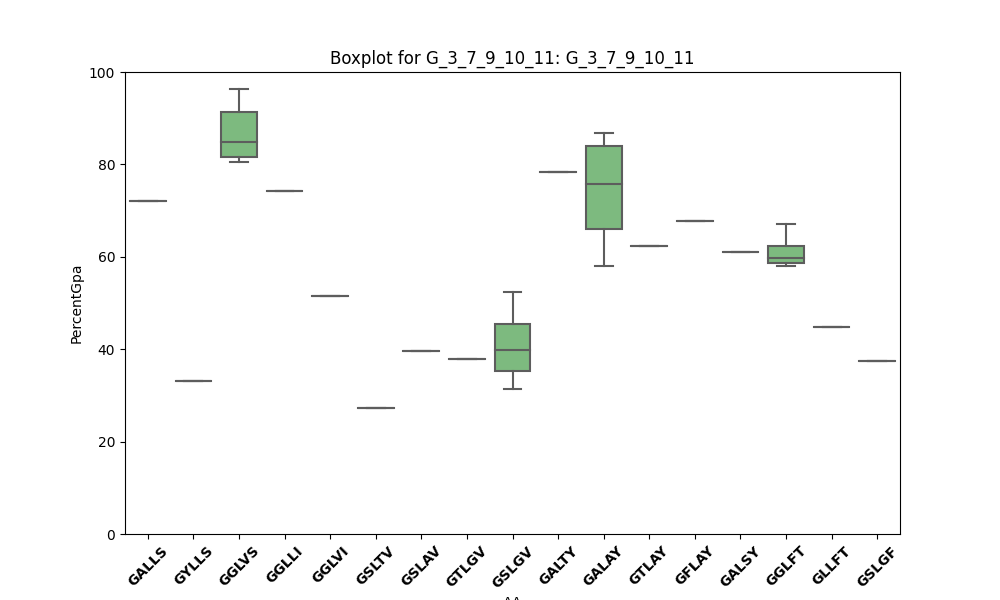 Boxplot for G_3_7_9_10_11: G_3_7_9_10_11
100
80
60
40
20
0
PercentGpa
GALLS
GYLLS
GGLVS
GGLLI
GGLVI
GSLTV
GSLAV
GTLGV
GSLGV
GALTY
GALAY
GTLAY
GFLAY
GALSY
GGLFT
GLLFT
GSLGF